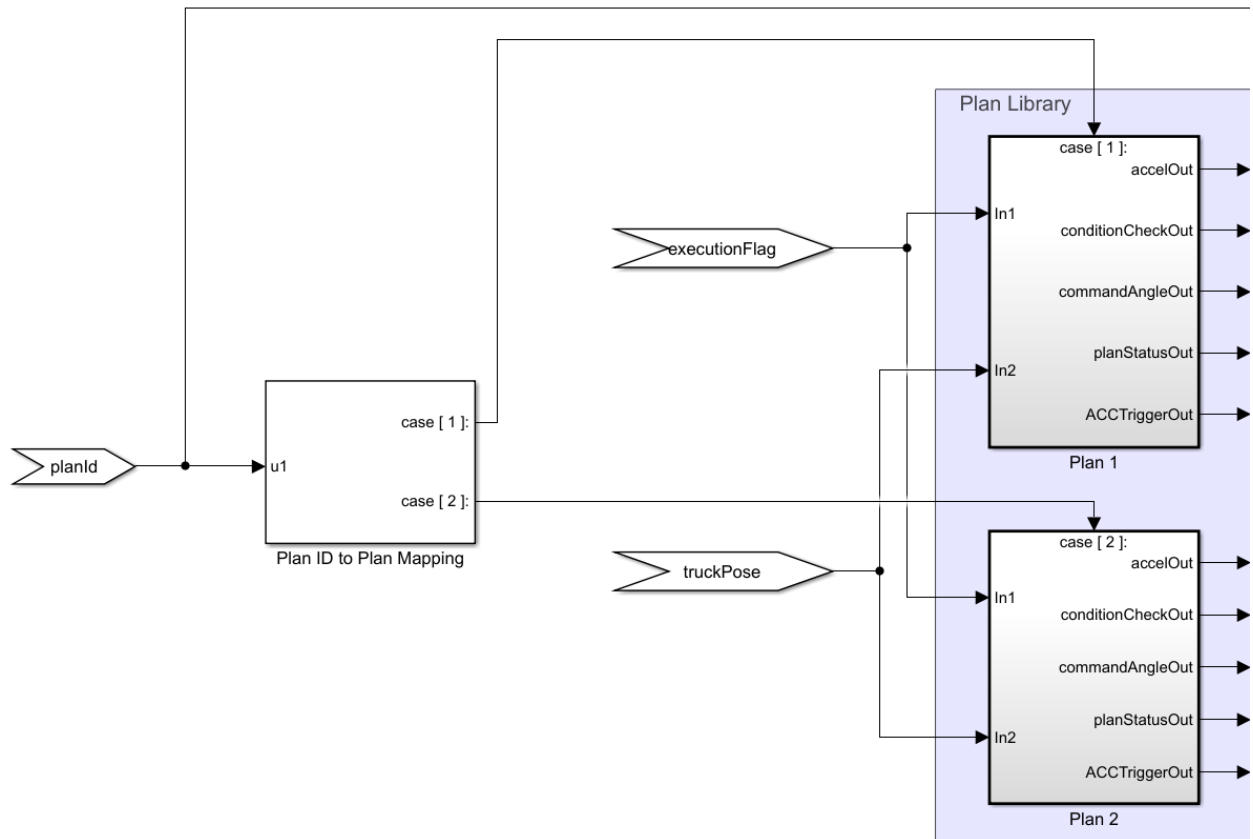 Plan Library
case [ 1 ]:
accelOut
In1
conditionCheckOut
executionFlag
commandAngleOut
planStatusOut
In2
ACCTriggerOut
Plan 1
planId
u1
case [ 1 ]:
case [ 2 ]:
Plan ID to Plan Mapping
truckPose
case [ 2 ]:
accelOut
In1
conditionCheckOut
commandAngleOut
planStatusOut
In2
ACCTriggerOut
Plan 2